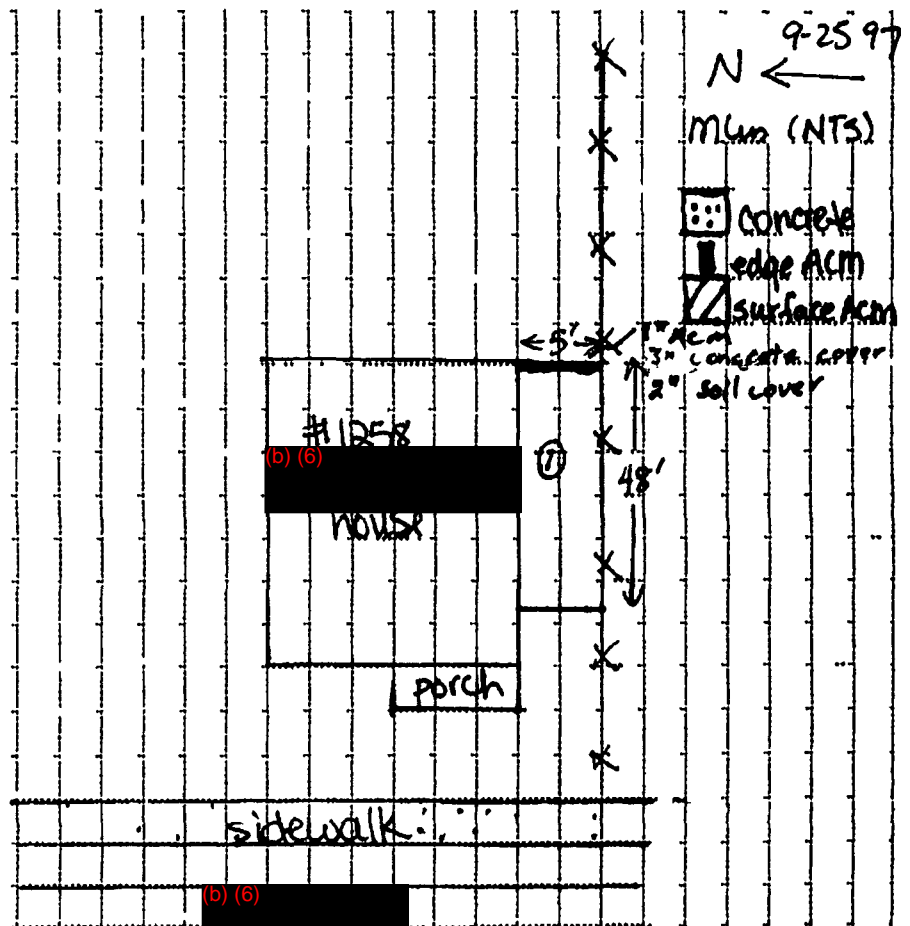 9-25 97
N
(NTS)
concrete
edge ACM
surface ACM
5'
1" ACM
3" concrete cover
2" soil cover
#1258
(b) (6)
1
48'
house
porch
sidewalk
(b) (6)